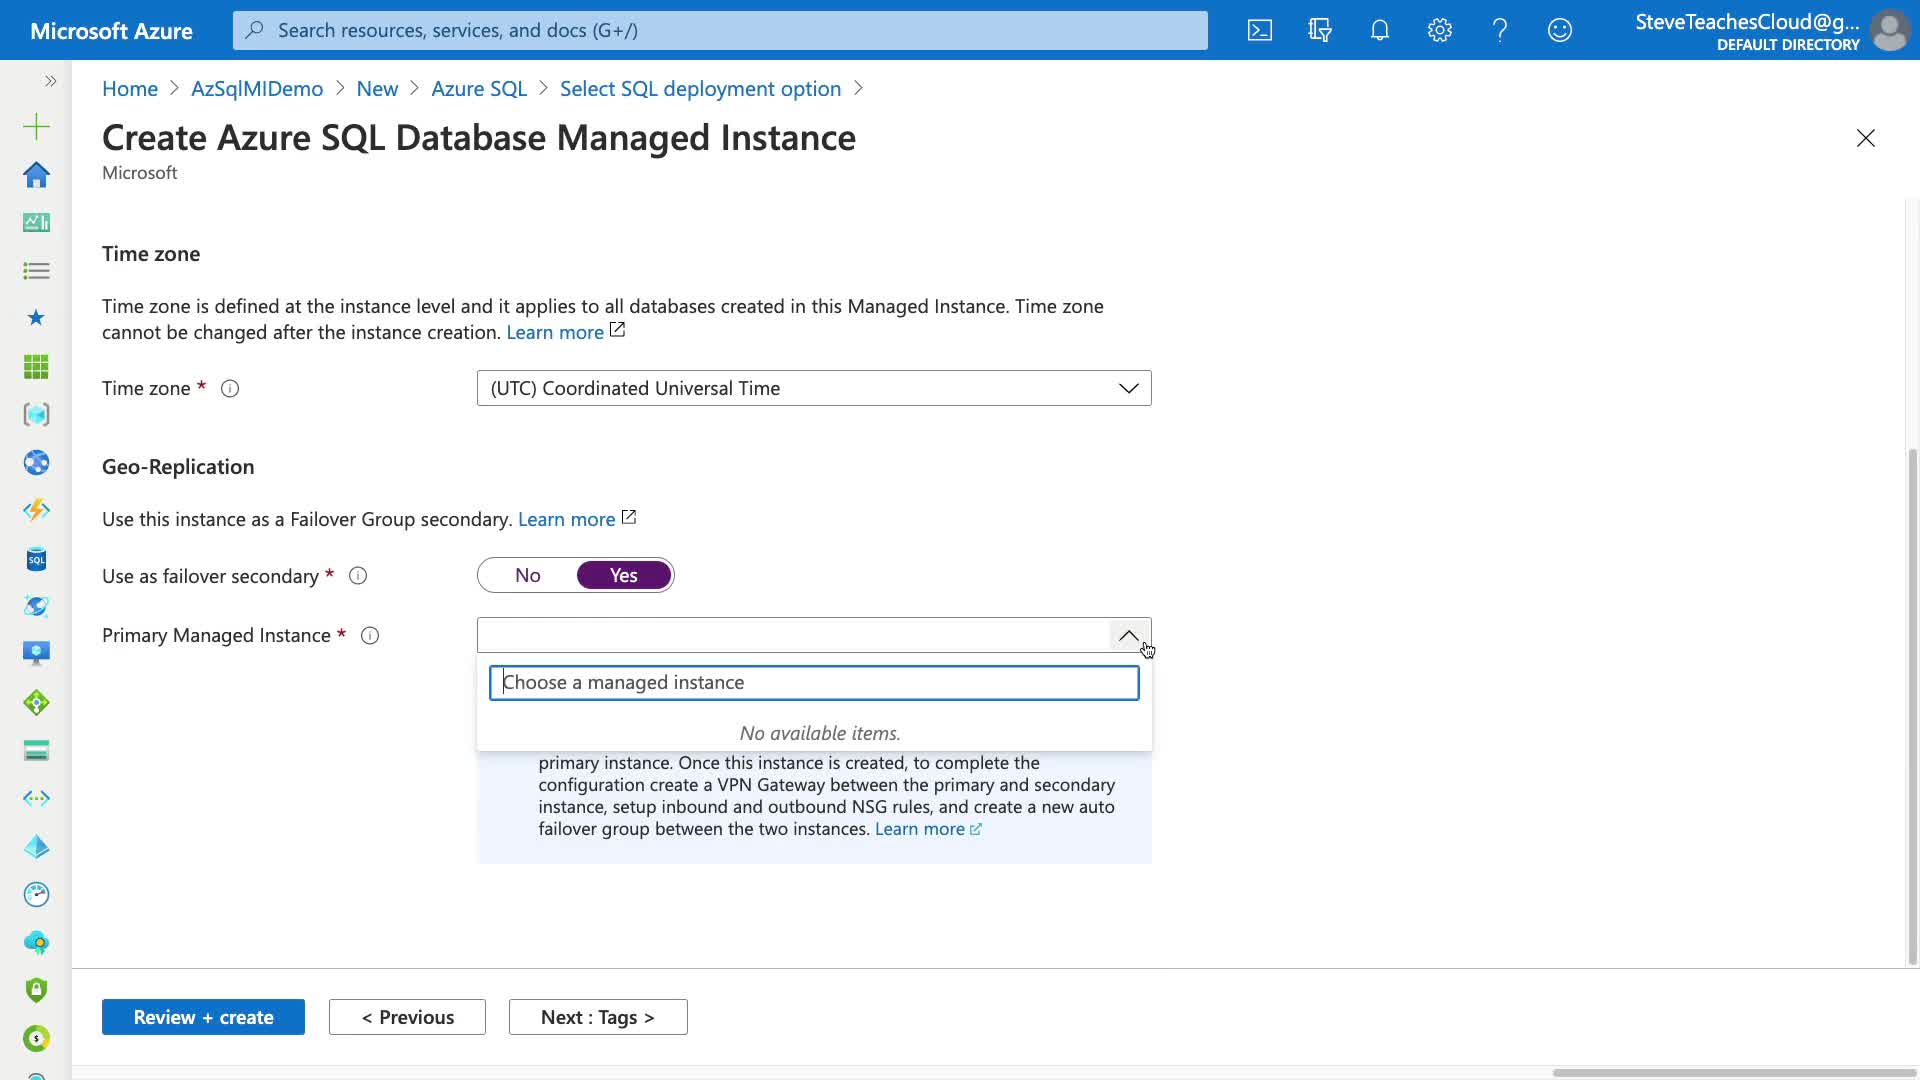 Microsoft Azure
Search resources, services, and docs (G+/)
SteveTeachesCloud@g...
DEFAULT DIRECTORY
Home > AzSqlMIDemo > New > Azure SQL > Select SQL deployment option >
Create Azure SQL Database Managed Instance
Microsoft
Time zone
Time zone is defined at the instance level and it applies to all databases created in this Managed Instance. Time zone
cannot be changed after the instance creation. Learn more
Time zone *
(UTC) Coordinated Universal Time
Geo-Replication
Use this instance as a Failover Group secondary. Learn more
Use as failover secondary *
No Yes
Primary Managed Instance *
Choose a managed instance
No available items.
primary instance. Once this instance is created, to complete the
configuration create a VPN Gateway between the primary and secondary
instance, setup inbound and outbound NSG rules, and create a new auto
failover group between the two instances. Learn more
Review + create
< Previous
Next : Tags >
SQL